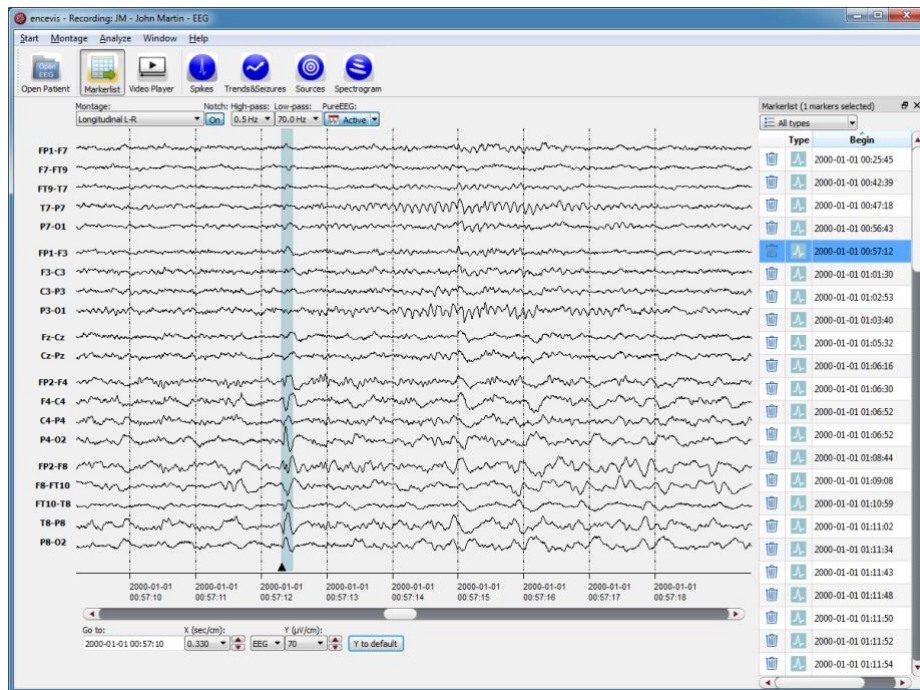 encevis - Recording: JM - John Martin - EEG
Start Montage Analyze Window Help
Open EEG
Open Patient Markerlist Video Player Spikes Trends&Seizures Sources Spectrogram
Montage: Notch: High-pass: Low-pass: PureEEG:
Longitudinal L-R On 0.5 Hz 70.0 Hz Active
FP1-F7
F7-FT9
FT9-T7
T7-P7
P7-O1
FP1-F3
F3-C3
C3-P3
P3-O1
Fz-Cz
Cz-Pz
FP2-F4
F4-C4
C4-P4
P4-O2
FP2-F8
F8-FT10
FT10-T8
T8-P8
P8-O2
2000-01-01 2000-01-01 2000-01-01 2000-01-01 2000-01-01 2000-01-01 2000-01-01 2000-01-01 2000-01-01
00:57:10 00:57:11 00:57:12 00:57:13 00:57:14 00:57:15 00:57:16 00:57:17 00:57:18
Go to: X (sec/cm): Y (µV/cm):
2000-01-01 00:57:10 0.330 EEG 70 Y to default
Markerlist (1 markers selected)
All types
Type Begin
2000-01-01 00:25:45
2000-01-01 00:42:39
2000-01-01 00:47:18
2000-01-01 00:56:43
2000-01-01 00:57:12
2000-01-01 01:01:30
2000-01-01 01:02:53
2000-01-01 01:03:40
2000-01-01 01:05:32
2000-01-01 01:06:16
2000-01-01 01:06:30
2000-01-01 01:06:52
2000-01-01 01:06:52
2000-01-01 01:08:44
2000-01-01 01:09:08
2000-01-01 01:10:59
2000-01-01 01:11:02
2000-01-01 01:11:34
2000-01-01 01:11:43
2000-01-01 01:11:48
2000-01-01 01:11:50
2000-01-01 01:11:52
2000-01-01 01:11:54